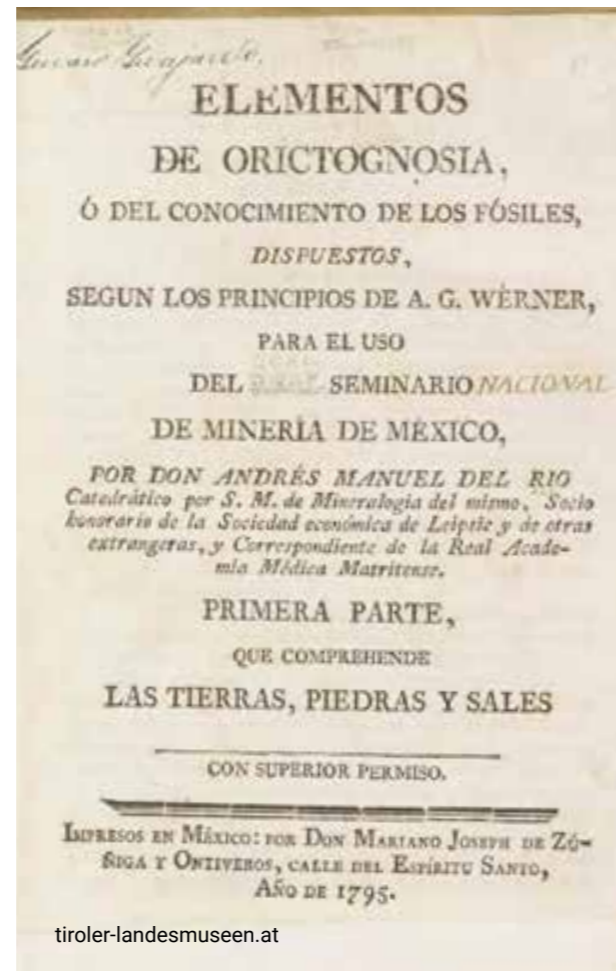 ELEMENTOS
DE ORICTOGNOSIA,
Ó DEL CONOCIMIENTO DE LOS FÓSILES,
DISPUESTOS,
SEGUN LOS PRINCIPIOS DE A. G. WÉRNER,
PARA EL USO
DEL REAL SEMINARIO NACIONAL
DE MINERÍA DE MÉXICO,
POR DON ANDRÉS MANUEL DEL RIO
Catedrático por S. M. de Mineralogia del mismo, Socio
honorario de la Sociedad económica de Leipsic y de otras
extrangeras, y Correspondiente de la Real Acade-
mia Médica Matritense.
PRIMERA PARTE,
QUE COMPREHENDE
LAS TIERRAS, PIEDRAS Y SALES
CON SUPERIOR PERMISO.
IMPRESOS EN MÉXICO: POR DON MARIANO JOSEPH DE ZÚ-
ÑIGA Y ONTIVEROS, CALLE DEL ESPÍRITU SANTO,
AÑO DE 1795.
tiroler-landesmuseen.at